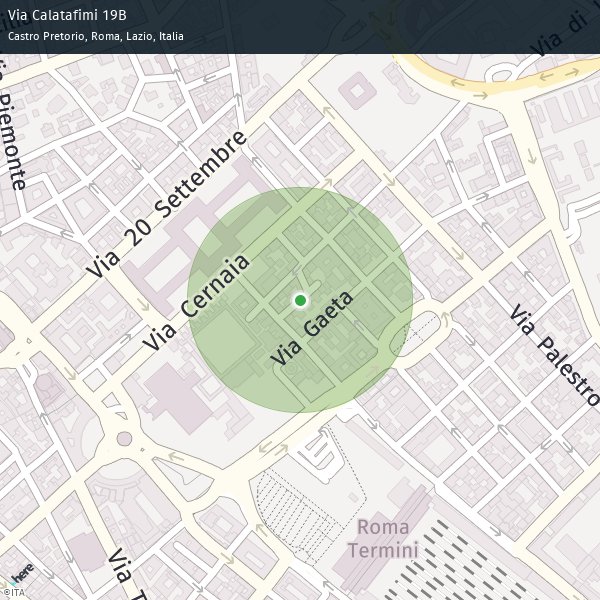 Via Calatafimi 19B
Castro Pretorio, Roma, Lazio, Italia
Via di
Via Piemonte
Via 20 Settembre
Via Cernaia
Via Gaeta
Via Palestro
Roma
Termini
Via T
here
©ITA